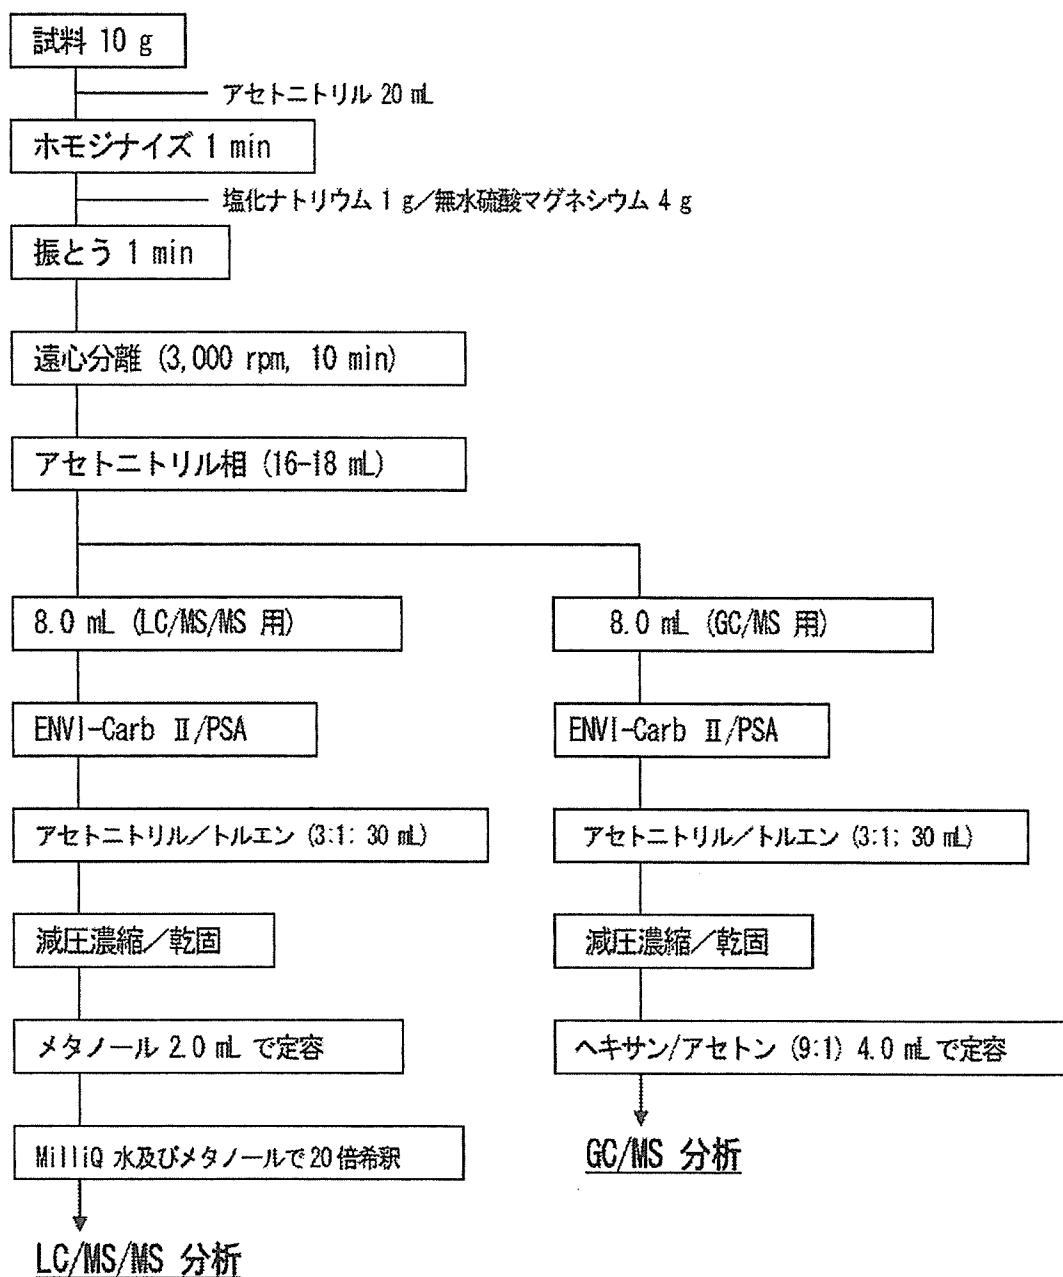 試料 10 g
アセトニトリル 20 mL
ホモジナイズ 1 min
塩化ナトリウム 1 g／無水硫酸マグネシウム 4 g
振とう 1 min
遠心分離 (3,000 rpm, 10 min)
アセトニトリル相 (16-18 mL)
8.0 mL (LC/MS/MS 用)
8.0 mL (GC/MS 用)
ENVI-Carb Ⅱ/PSA
ENVI-Carb Ⅱ/PSA
アセトニトリル／トルエン (3:1; 30 mL)
アセトニトリル／トルエン (3:1; 30 mL)
減圧濃縮／乾固
減圧濃縮／乾固
メタノール 2.0 mL で定容
ヘキサン/アセトン (9:1) 4.0 mL で定容
MilliQ 水及びメタノールで 20 倍希釈
GC/MS 分析
LC/MS/MS 分析